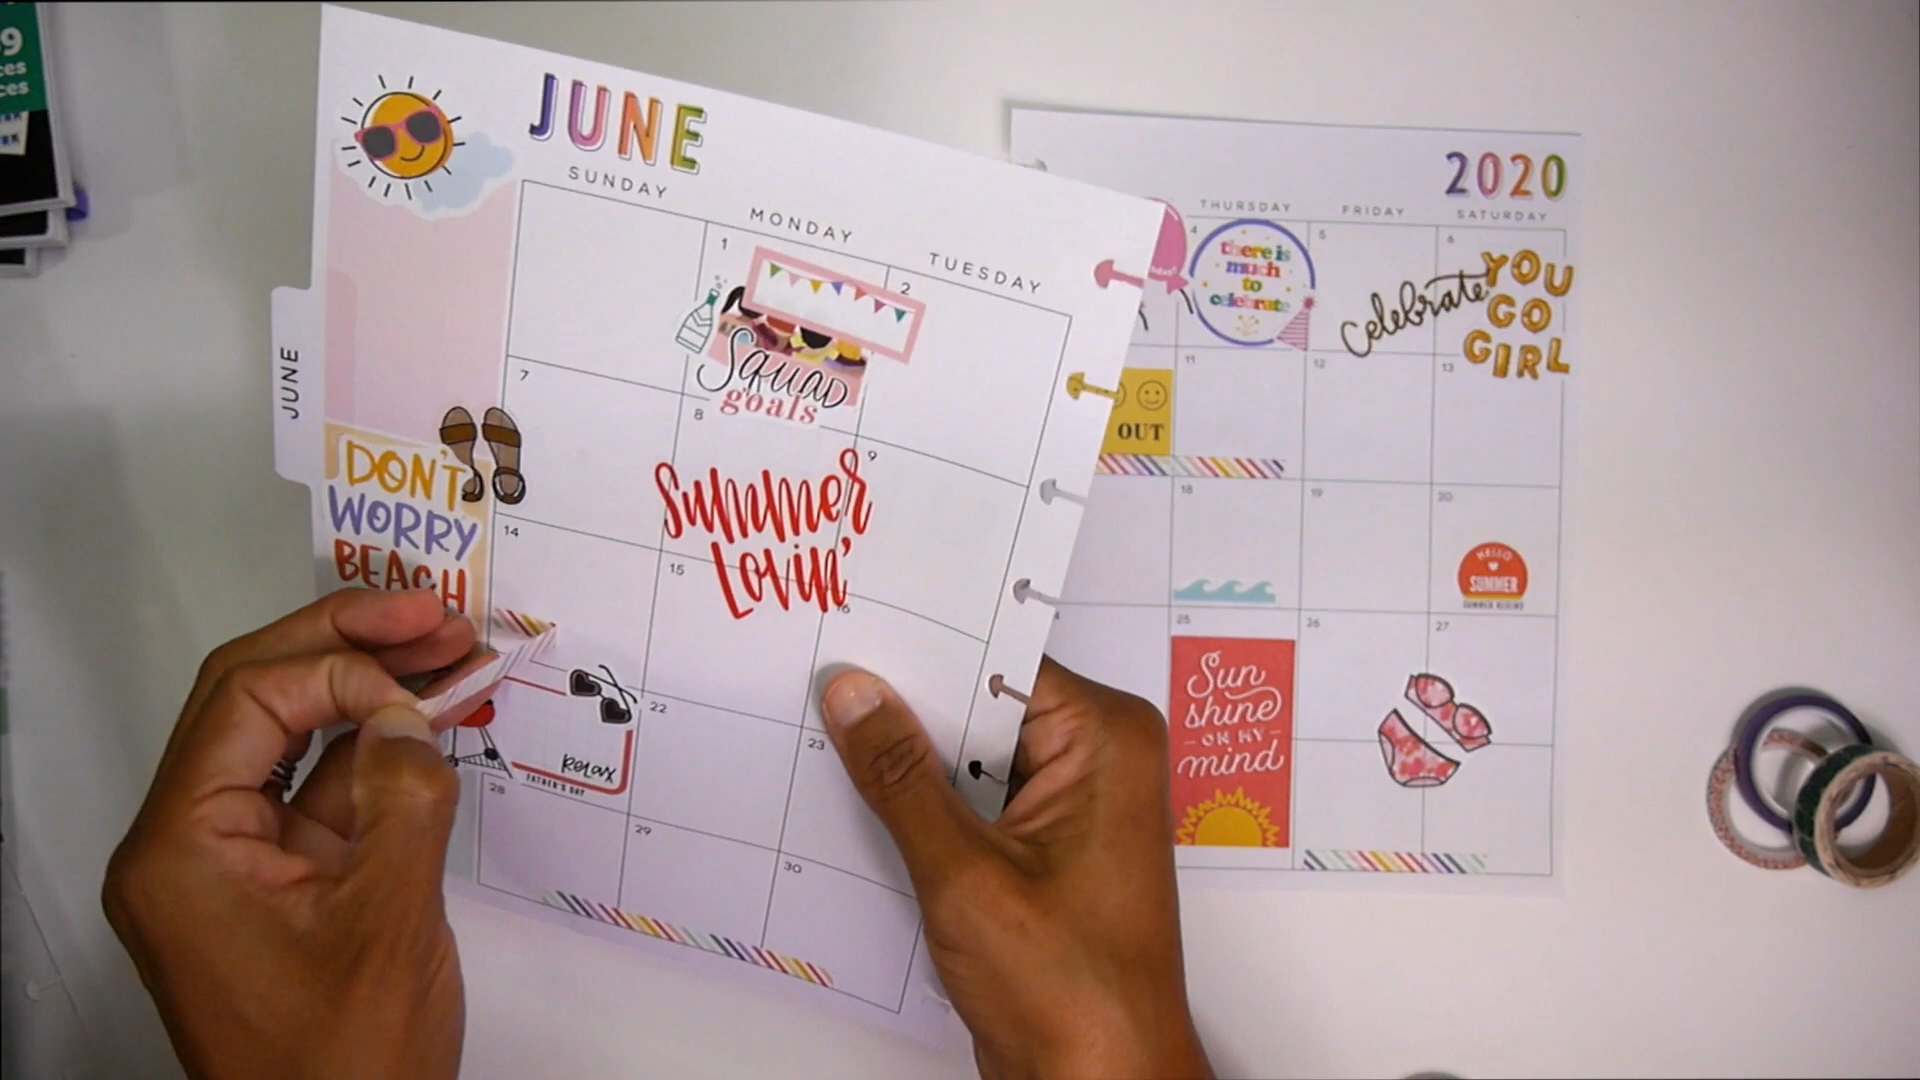 9
ces
ces
JUNE
SUNDAY
MONDAY
TUESDAY
1
2
Squad
goals
7
8
9
Summer
Lovin'
14
15
16
22
23
Relax
FATHER'S DAY
28
29
30
JUNE
DON'T
WORRY
BEACH
2020
THURSDAY
FRIDAY
SATURDAY
4
5
6
there is
much
to
celebrate
celebrate
YOU
GO
GIRL
11
12
13
OUT
18
19
20
HELLO
SUMMER
25
26
27
Sun
shine
- ON MY -
mind